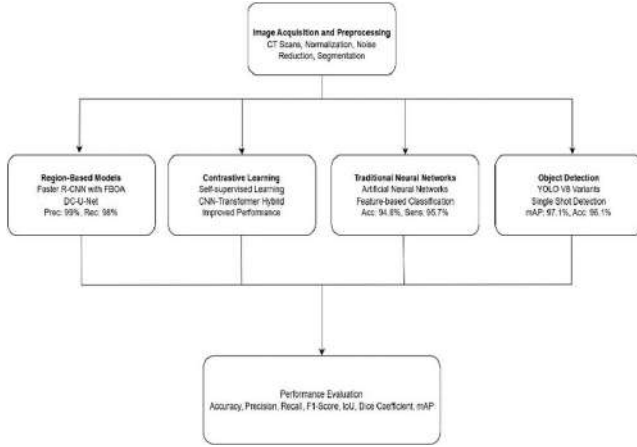 Image Acquisition and Preprocessing
CT Scans, Normalization, Noise
Reduction, Segmentation
Region-Based Models
Faster R-CNN with FBOA
DC-U-Net
Prec: 99%, Rec: 98%
Contrastive Learning
Self-supervised Learning
CNN-Transformer Hybrid
Improved Performance
Traditional Neural Networks
Artificial Neural Networks
Feature-based Classification
Acc: 94.6%, Sens: 95.7%
Object Detection
YOLO V8 Variants
Single Shot Detection
mAP: 97.1%, Acc: 96.1%
Performance Evaluation
Accuracy, Precision, Recall, F1-Score, IoU, Dice Coefficient, mAP